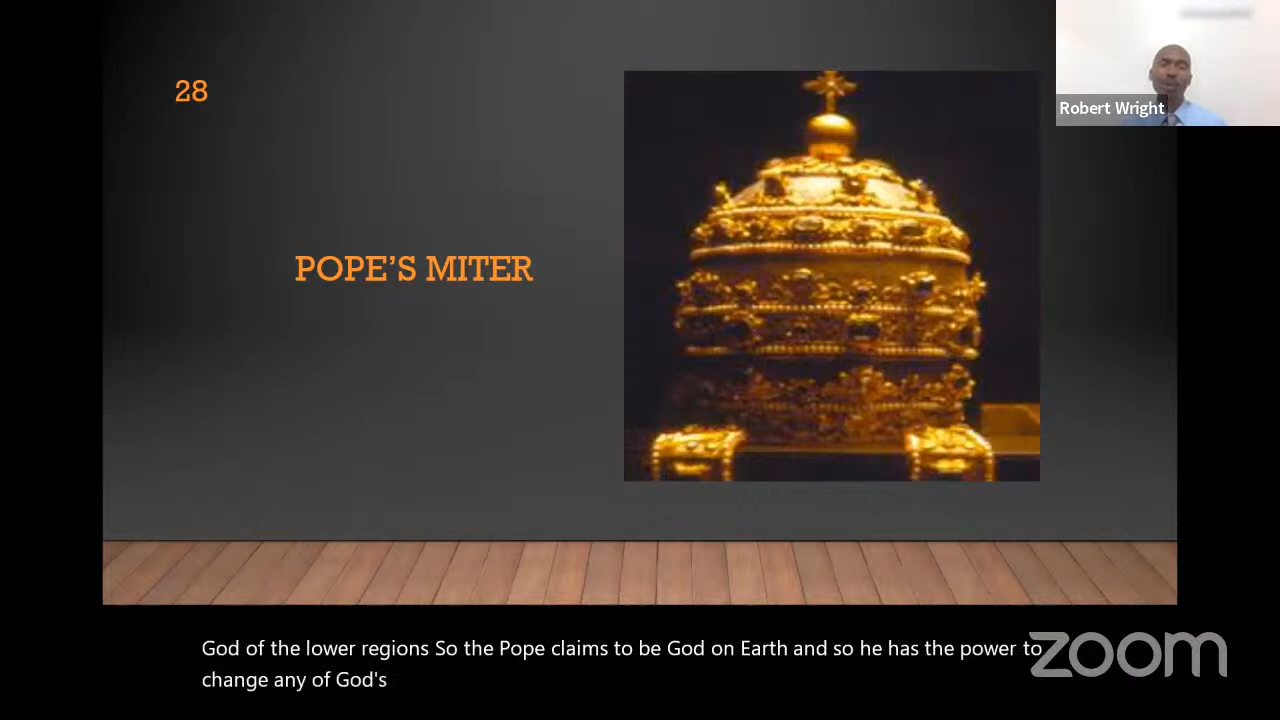 28
Robert Wright
POPE'S MITER
God of the lower regions So the Pope claims to be God on Earth and so he has the power to
change any of God's
zoom